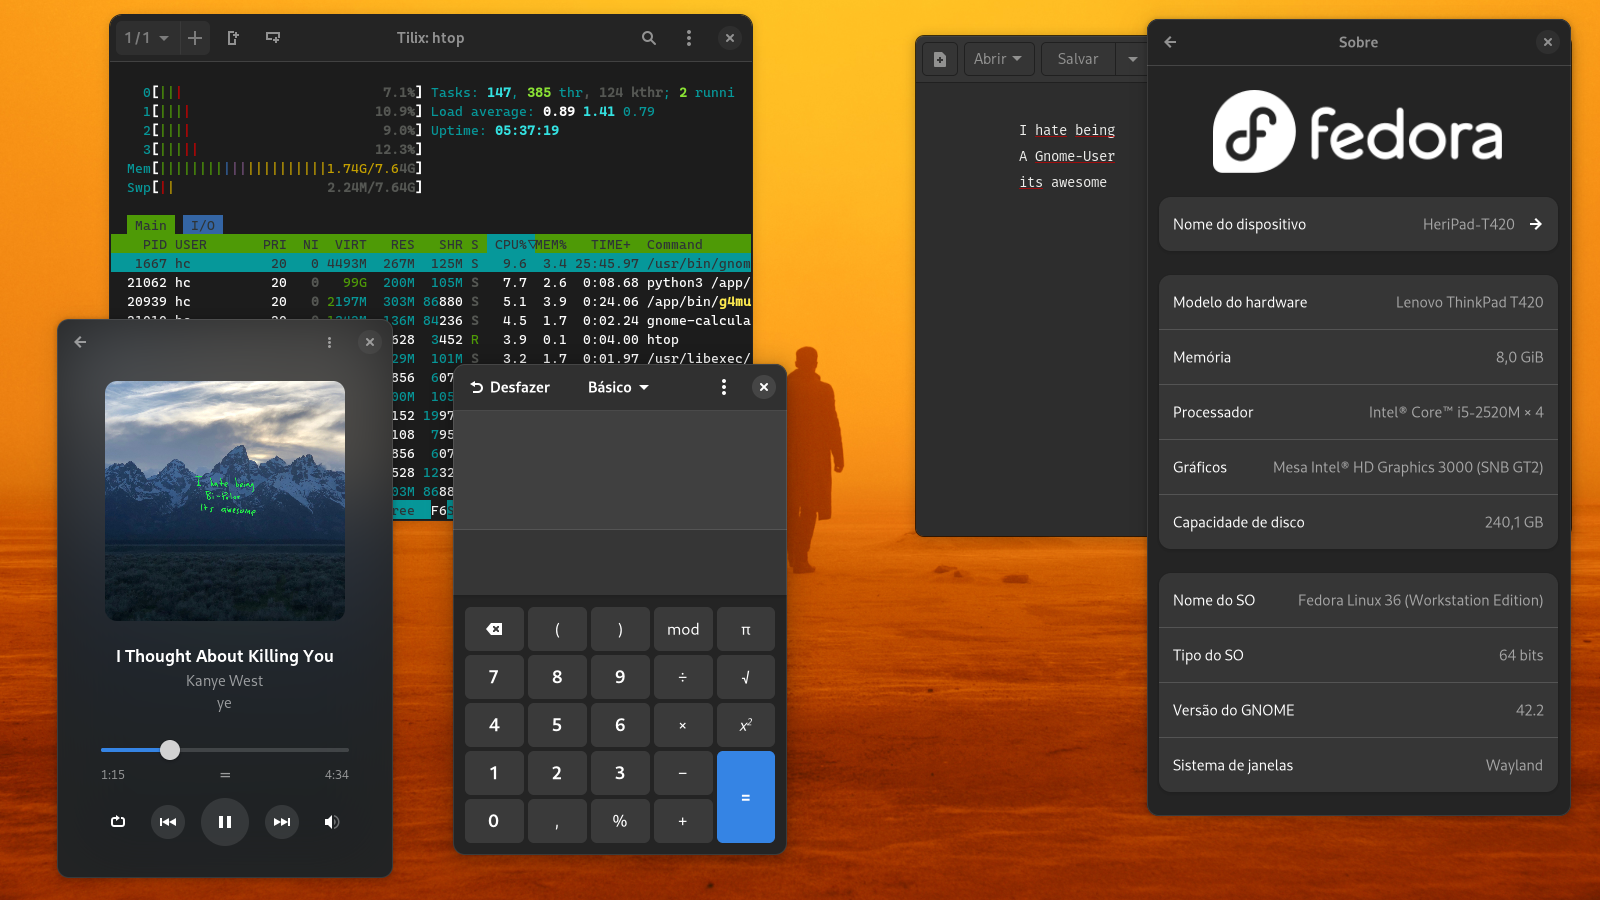 1 / 1
Tilix: htop
0[||| 7.1%] Tasks: 147, 385 thr, 124 kthr; 2 runni
1[|||| 10.9%] Load average: 0.89 1.41 0.79
2[|||| 9.0%] Uptime: 05:37:19
3[||||| 12.3%]
Mem[|||||||||||||||||||||1.74G/7.64G]
Swp[|| 2.24M/7.64G]
Main I/O
PID USER PRI NI VIRT RES SHR S CPU%▽MEM% TIME+ Command
1667 hc 20 0 4493M 267M 125M S 9.6 3.4 25:45.97 /usr/bin/gnom
21062 hc 20 0 99G 200M 105M S 7.7 2.6 0:08.68 python3 /app/
20939 hc 20 0 2197M 303M 86880 S 5.1 3.9 0:24.06 /app/bin/g4mu
136M 84236 S 4.5 1.7 0:02.24 gnome-calcula
628 3452 R 3.9 0.1 0:04.00 htop
29M 101M S 3.2 1.7 0:01.97 /usr/libexec/
856 607
00M 105
152 1997
108 795
856 607
528 1232
03M 8688
ree F6
I hate being
Bi-Polar
its awesome
I Thought About Killing You
Kanye West
ye
1:15
4:34
Desfazer
Básico
( ) mod π
7 8 9 ÷ √
4 5 6 × x²
1 2 3 − =
0 , % +
Abrir
Salvar
I hate being
A Gnome-User
its awesome
Sobre
fedora
Nome do dispositivo HeriPad-T420
Modelo do hardware Lenovo ThinkPad T420
Memória 8,0 GiB
Processador Intel® Core™ i5-2520M × 4
Gráficos Mesa Intel® HD Graphics 3000 (SNB GT2)
Capacidade de disco 240,1 GB
Nome do SO Fedora Linux 36 (Workstation Edition)
Tipo do SO 64 bits
Versão do GNOME 42.2
Sistema de janelas Wayland